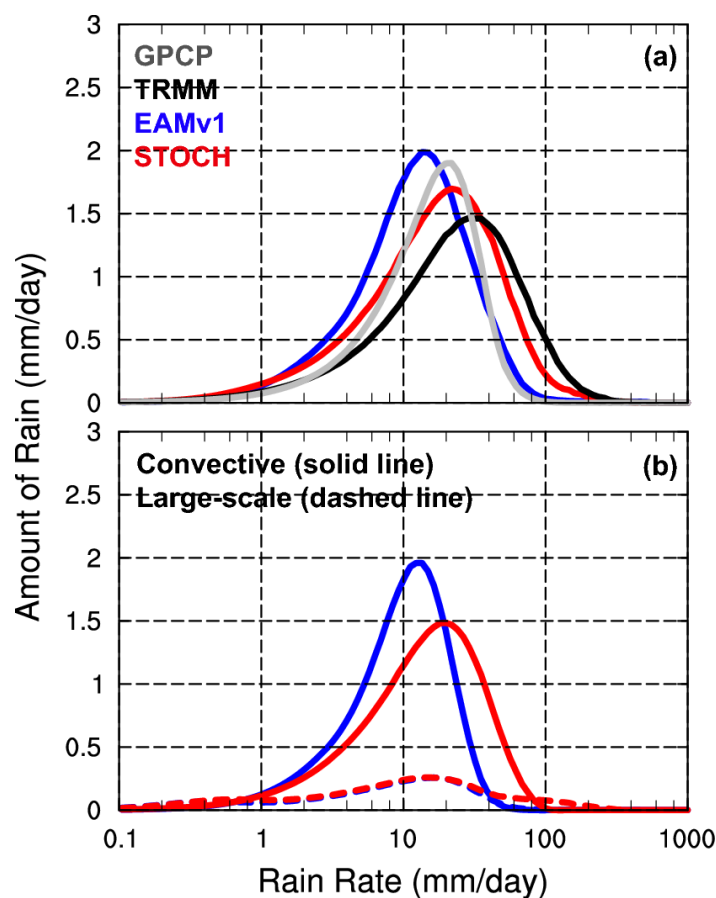 3
2.5
2
1.5
1
0.5
0
GPCP
TRMM
EAMv1
STOCH
(a)
Amount of Rain (mm/day)
3
2.5
2
1.5
1
0.5
0
Convective (solid line)
Large-scale (dashed line)
(b)
0.1 1 10 100 1000
Rain Rate (mm/day)